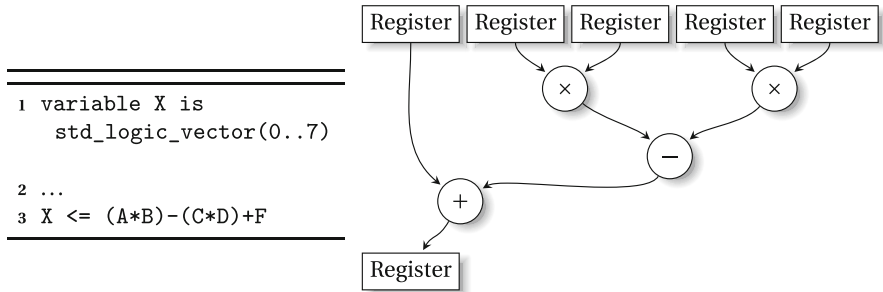 Register Register Register Register Register
1 variable X is
std_logic_vector(0..7)
2 ...
3 X <= (A*B)-(C*D)+F
× ×
−
+
Register